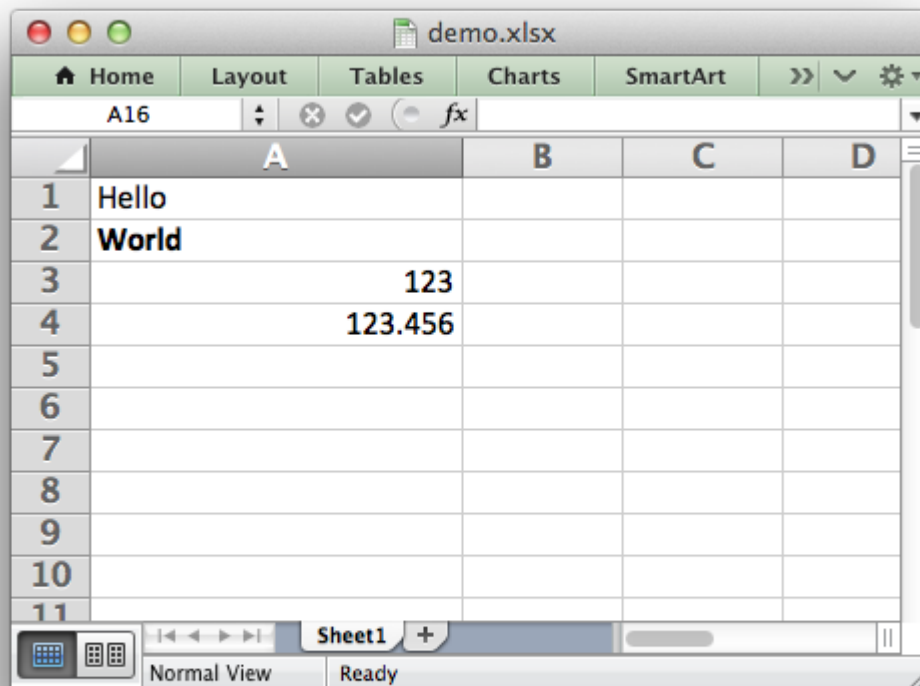 demo.xlsx
Home Layout Tables Charts SmartArt
A16 fx
A B C D
1 Hello
2 World
3 123
4 123.456
5
6
7
8
9
10
11
Sheet1 +
Normal View Ready